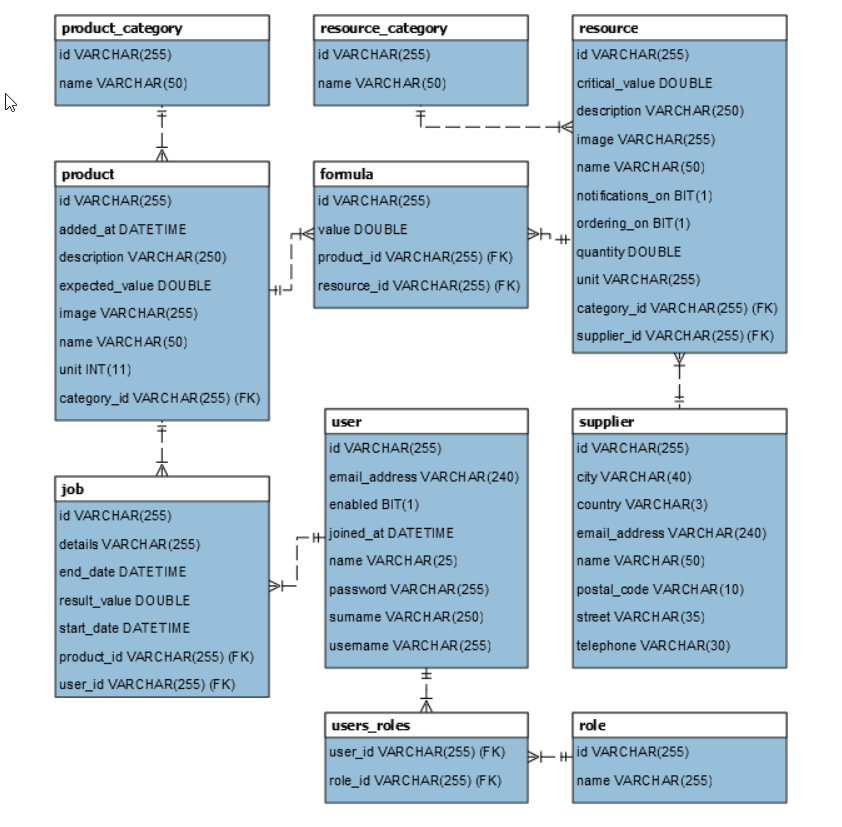 product_category
id VARCHAR(255)
name VARCHAR(50)
resource_category
id VARCHAR(255)
name VARCHAR(50)
resource
id VARCHAR(255)
critical_value DOUBLE
description VARCHAR(250)
image VARCHAR(255)
name VARCHAR(50)
notifications_on BIT(1)
ordering_on BIT(1)
quantity DOUBLE
unit VARCHAR(255)
category_id VARCHAR(255) (FK)
supplier_id VARCHAR(255) (FK)
product
id VARCHAR(255)
added_at DATETIME
description VARCHAR(250)
expected_value DOUBLE
image VARCHAR(255)
name VARCHAR(50)
unit INT(11)
category_id VARCHAR(255) (FK)
formula
id VARCHAR(255)
value DOUBLE
product_id VARCHAR(255) (FK)
resource_id VARCHAR(255) (FK)
user
id VARCHAR(255)
email_address VARCHAR(240)
enabled BIT(1)
joined_at DATETIME
name VARCHAR(25)
password VARCHAR(255)
surname VARCHAR(250)
username VARCHAR(255)
supplier
id VARCHAR(255)
city VARCHAR(40)
country VARCHAR(3)
email_address VARCHAR(240)
name VARCHAR(50)
postal_code VARCHAR(10)
street VARCHAR(35)
telephone VARCHAR(30)
job
id VARCHAR(255)
details VARCHAR(255)
end_date DATETIME
result_value DOUBLE
start_date DATETIME
product_id VARCHAR(255) (FK)
user_id VARCHAR(255) (FK)
users_roles
user_id VARCHAR(255) (FK)
role_id VARCHAR(255) (FK)
role
id VARCHAR(255)
name VARCHAR(255)